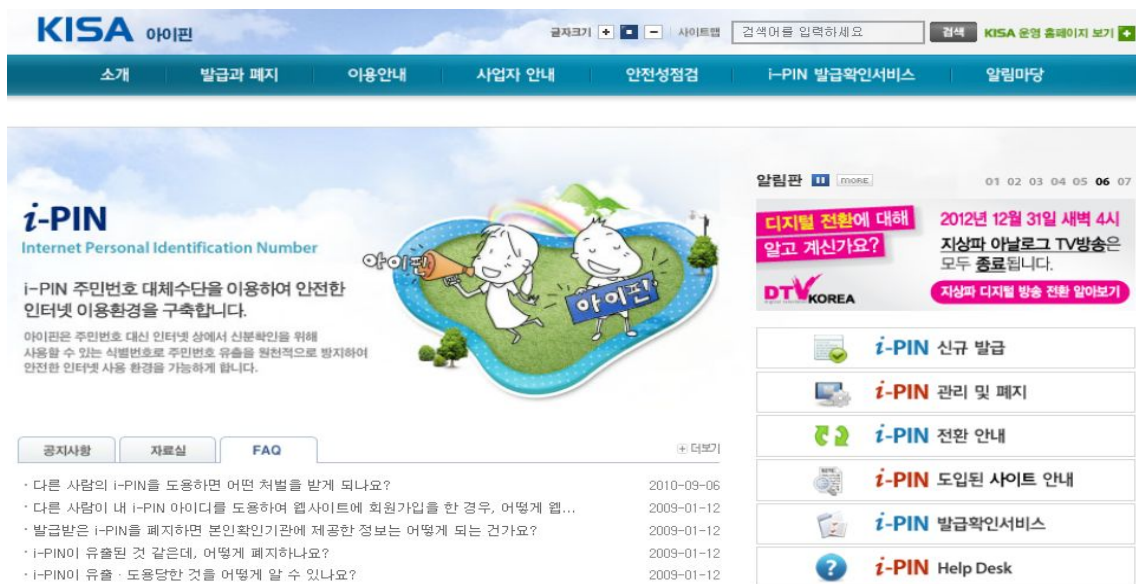 KISA 아이핀
글자크기 + - 사이트맵 검색어를 입력하세요 검색 KISA 운영 홈페이지 보기 +
소개 발급과 폐지 이용안내 사업자 안내 안전성점검 i-PIN 발급확인서비스 알림마당
i-PIN
Internet Personal Identification Number
i-PIN 주민번호 대체수단을 이용하여 안전한
인터넷 이용환경을 구축합니다.
아이핀은 주민번호 대신 인터넷 상에서 신분확인을 위해
사용할 수 있는 식별번호로 주민번호 유출을 원천적으로 방지하여
안전한 인터넷 사용 환경을 가능하게 합니다.
아이핀
아이핀
알림판 MORE 01 02 03 04 05 06 07
디지털 전환에 대해
알고 계신가요?
DTV KOREA
2012년 12월 31일 새벽 4시
지상파 아날로그 TV방송은
모두 종료됩니다.
지상파 디지털 방송 전환 알아보기
i-PIN 신규 발급
i-PIN 관리 및 폐지
i-PIN 전환 안내
i-PIN 도입된 사이트 안내
i-PIN 발급확인서비스
? i-PIN Help Desk
공지사항 자료실 FAQ + 더보기
· 다른 사람의 i-PIN을 도용하면 어떤 처벌을 받게 되나요? 2010-09-06
· 다른 사람이 내 i-PIN 아이디를 도용하여 웹사이트에 회원가입을 한 경우, 어떻게 웹... 2009-01-12
· 발급받은 i-PIN을 폐지하면 본인확인기관에 제공한 정보는 어떻게 되는 건가요? 2009-01-12
· i-PIN이 유출된 것 같은데, 어떻게 폐지하나요? 2009-01-12
· i-PIN이 유출 · 도용당한 것을 어떻게 알 수 있나요? 2009-01-12